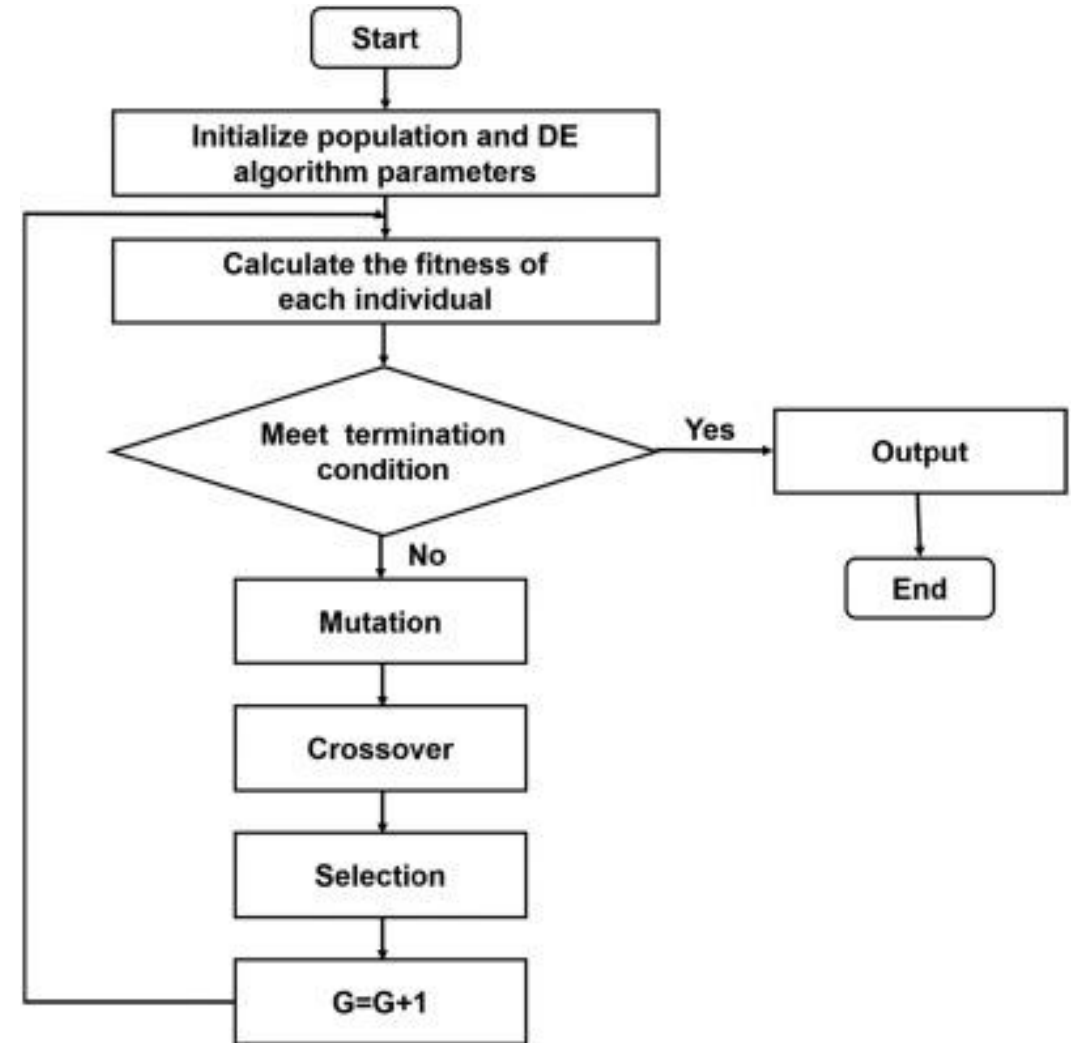 Start
Initialize population and DE
algorithm parameters
Calculate the fitness of
each individual
Meet termination
condition
Yes
Output
End
No
Mutation
Crossover
Selection
G=G+1